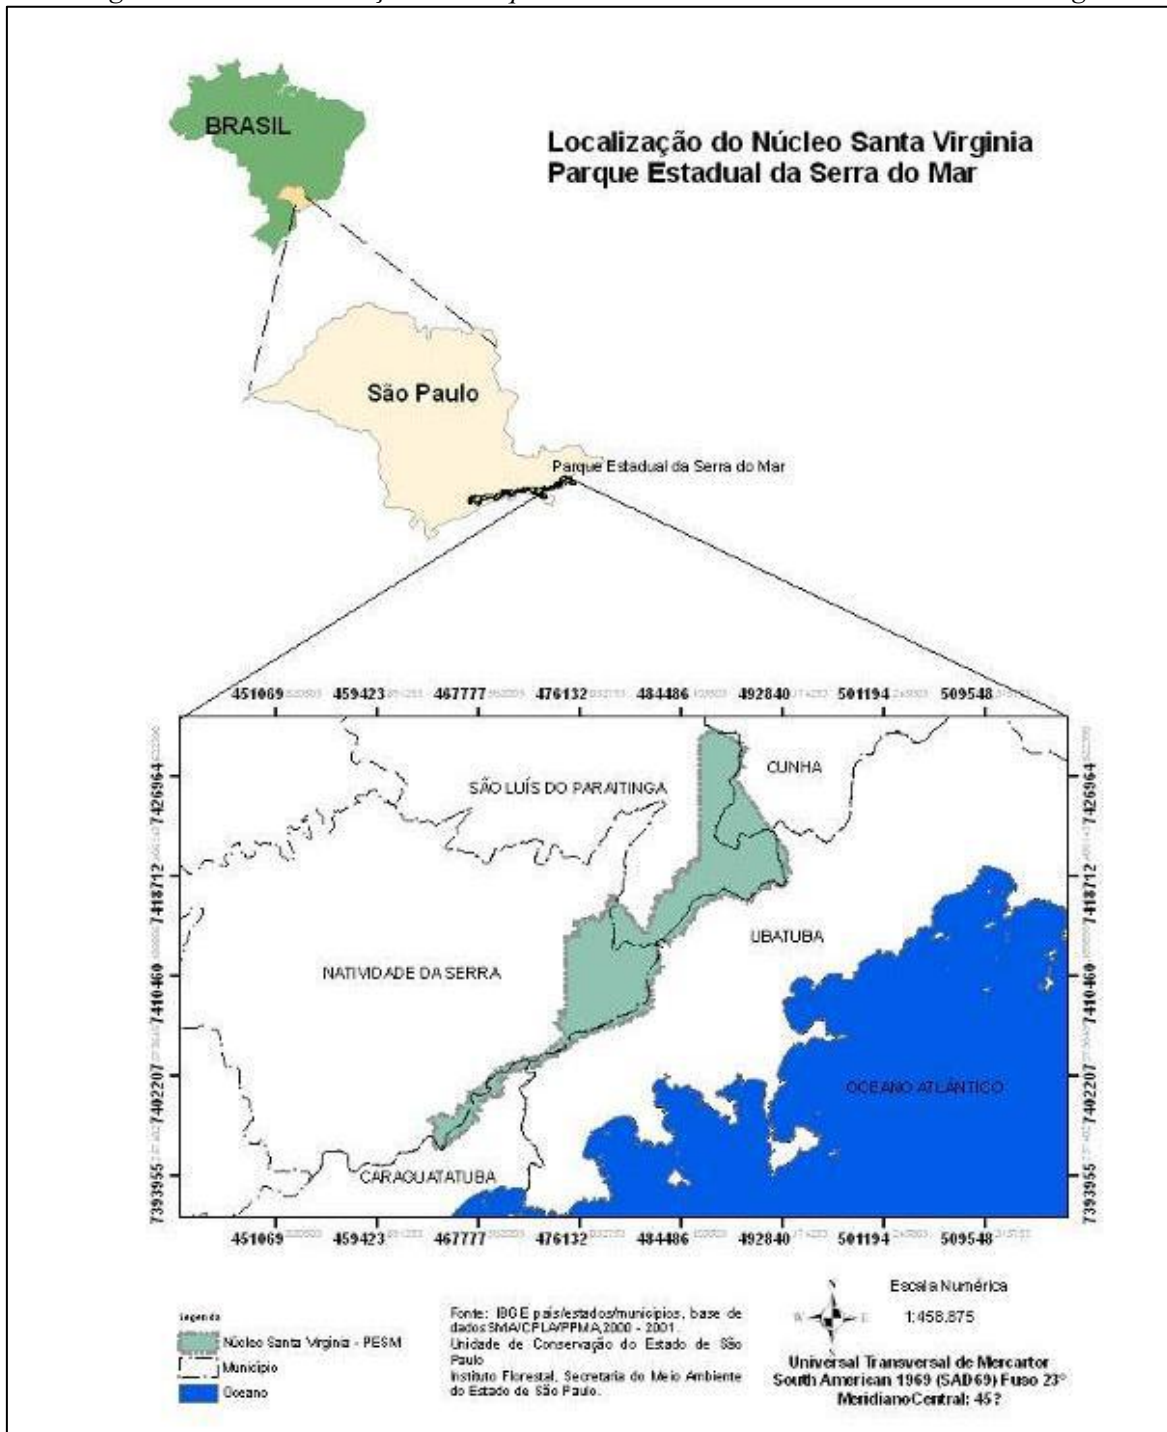 BRASIL
Localização do Núcleo Santa Virginia
Parque Estadual da Serra do Mar
São Paulo
Parque Estadual da Serra do Mar
451069 459423 467777 476132 484486 492840 501194 509548
7426964 7426964
7418712 7418712
7410460 7410460
7402207 7402207
7393955 7393955
CUNHA
SÃO LUÍS DO PARAITINGA
UBATUBA
NATIVIDADE DA SERRA
OCEANO ATLÁNTICO
CARAGUATATUBA
451069 459423 467777 476132 484486 492840 501194 509548
Legenda
Núcleo Santa Virginia - PESM
Município
Oceano
Fonte: IBGE país/estados/municipios, base de
dados SMA/CPLA/PPMA,2000 - 2001.
Unidade de Conservação do Estado de São
Paulo
Instituto Florestal, Secretaria do Meio Ambiente
do Estado de São Paulo.
N
W E
Escala Numérica
1:458.875
Universal Transversal de Mercartor
South American 1969 (SAD69) Fuso 23°
MeridianoCentral: 45?